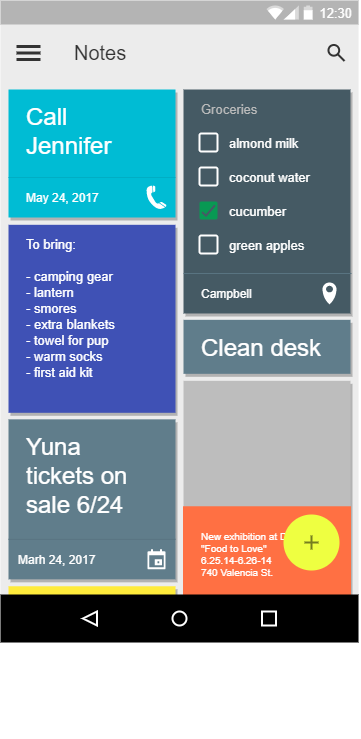 12:30
Notes
Call
Jennifer
May 24, 2017
To bring:
- camping gear
- lantern
- smores
- extra blankets
- towel for pup
- warm socks
- first aid kit
Yuna
tickets on
sale 6/24
Marh 24, 2017
Groceries
almond milk
coconut water
cucumber
green apples
Campbell
Clean desk
New exhibition at
"Food to Love"
6.25.14-6.26-14
740 Valencia St.